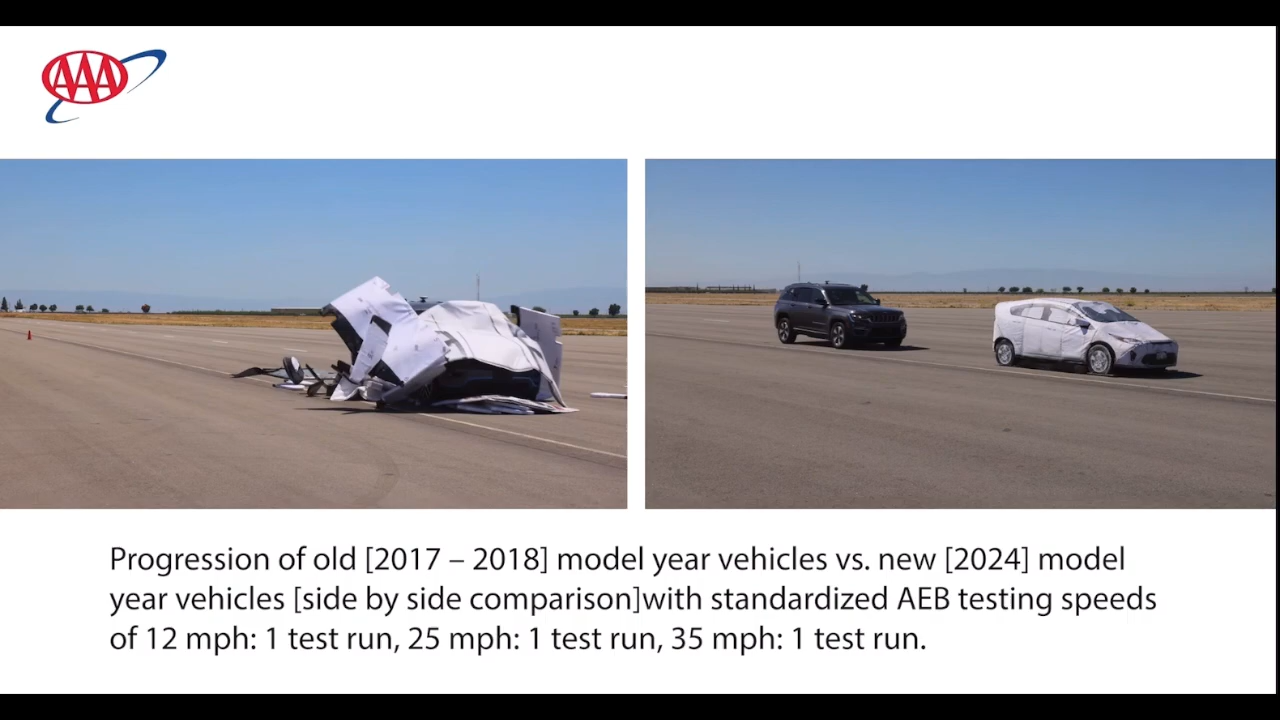 AAA
Progression of old [2017 – 2018] model year vehicles vs. new [2024] model
year vehicles [side by side comparison]with standardized AEB testing speeds
of 12 mph: 1 test run, 25 mph: 1 test run, 35 mph: 1 test run.